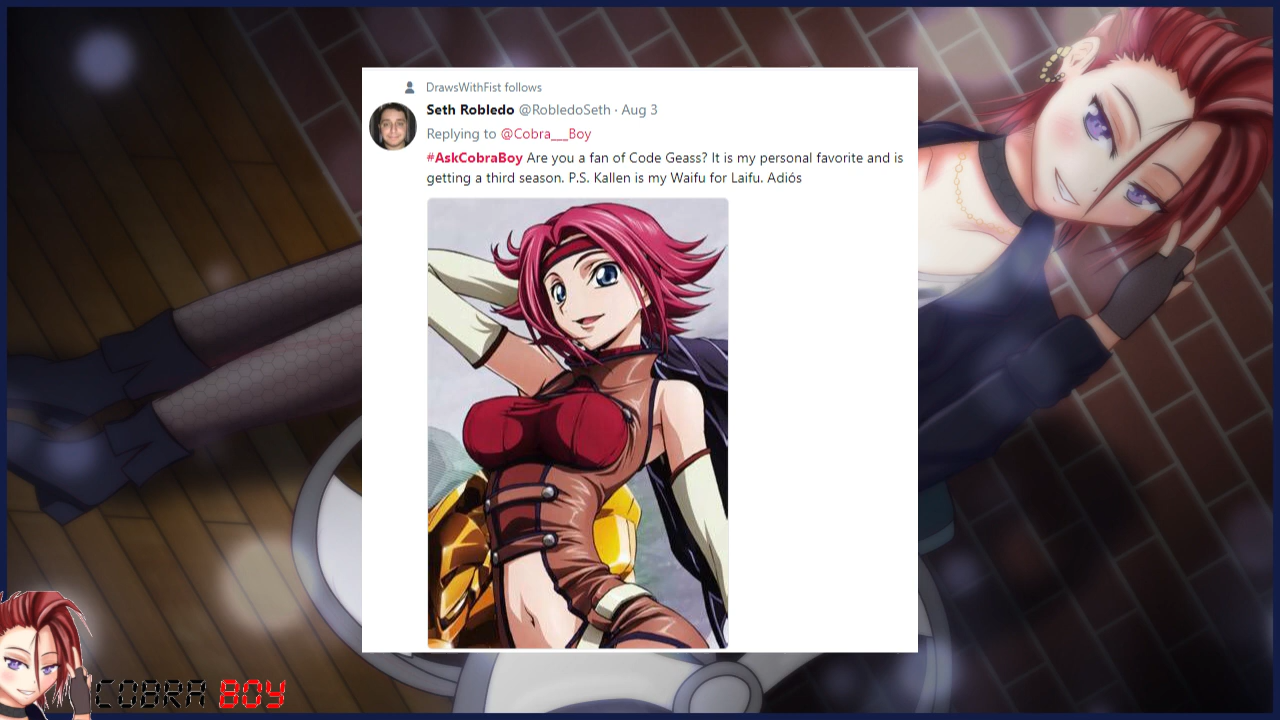 DrawsWithFist follows
Seth Robledo @RobledoSeth · Aug 3
Replying to @Cobra___Boy
#AskCobraBoy Are you a fan of Code Geass? It is my personal favorite and is
getting a third season. P.S. Kallen is my Waifu for Laifu. Adiós
COBRA BOY